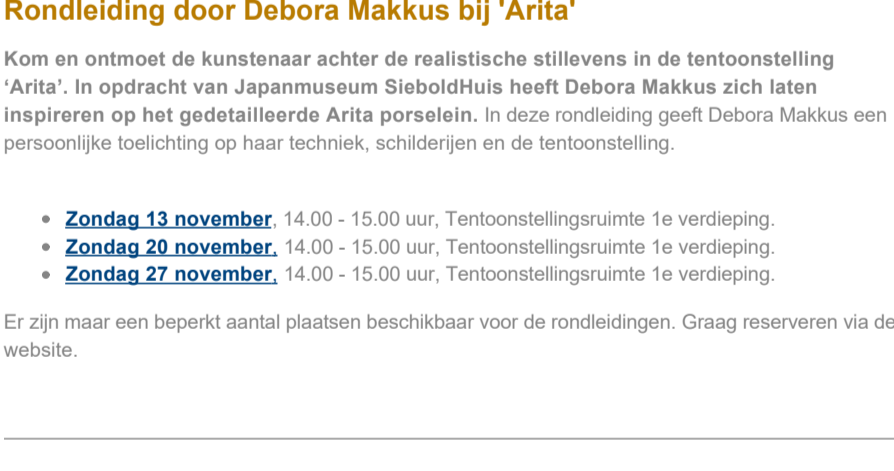 Rondleiding door Debora Makkus bij 'Arita'
Kom en ontmoet de kunstenaar achter de realistische stillevens in de tentoonstelling
‘Arita’. In opdracht van Japanmuseum SieboldHuis heeft Debora Makkus zich laten
inspireren op het gedetailleerde Arita porselein. In deze rondleiding geeft Debora Makkus een
persoonlijke toelichting op haar techniek, schilderijen en de tentoonstelling.
• Zondag 13 november, 14.00 - 15.00 uur, Tentoonstellingsruimte 1e verdieping.
• Zondag 20 november, 14.00 - 15.00 uur, Tentoonstellingsruimte 1e verdieping.
• Zondag 27 november, 14.00 - 15.00 uur, Tentoonstellingsruimte 1e verdieping.
Er zijn maar een beperkt aantal plaatsen beschikbaar voor de rondleidingen. Graag reserveren via de
website.